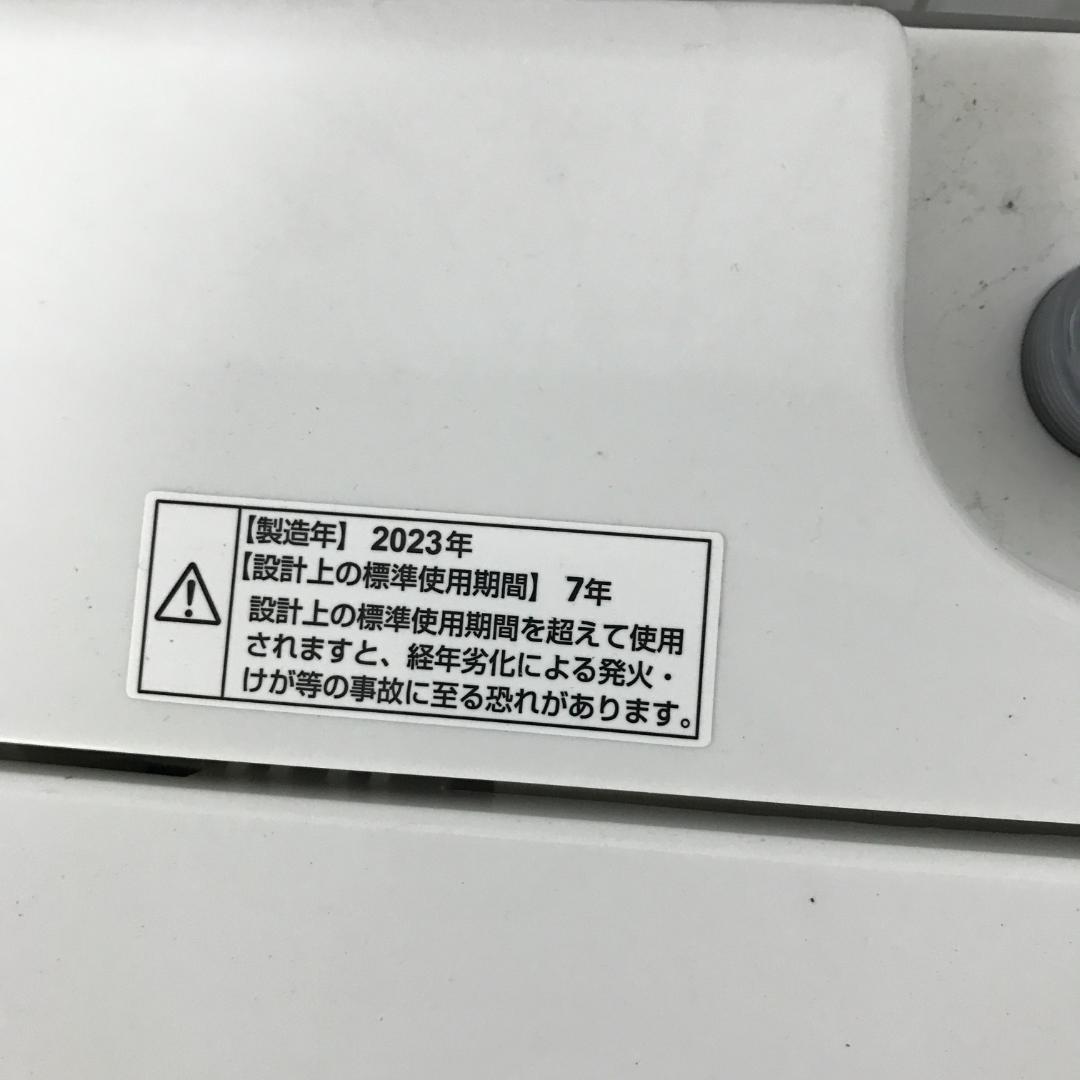 【製造年】 2023年
【設計上の標準使用期間】 7年
設計上の標準使用期間を超えて使用
されますと、経年劣化による発火・
けが等の事故に至る恐れがあります。